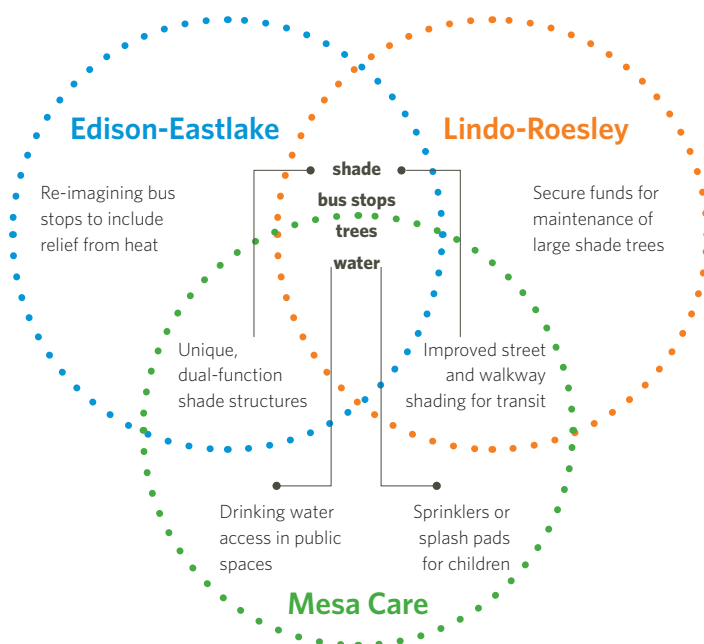 Edison-Eastlake
Lindo-Roesley
shade
bus stops
trees
water
Re-imagining bus
stops to include
relief from heat
Secure funds for
maintenance of
large shade trees
Unique,
dual-function
shade structures
Improved street
and walkway
shading for transit
Drinking water
access in public
spaces
Sprinklers or
splash pads
for children
Mesa Care